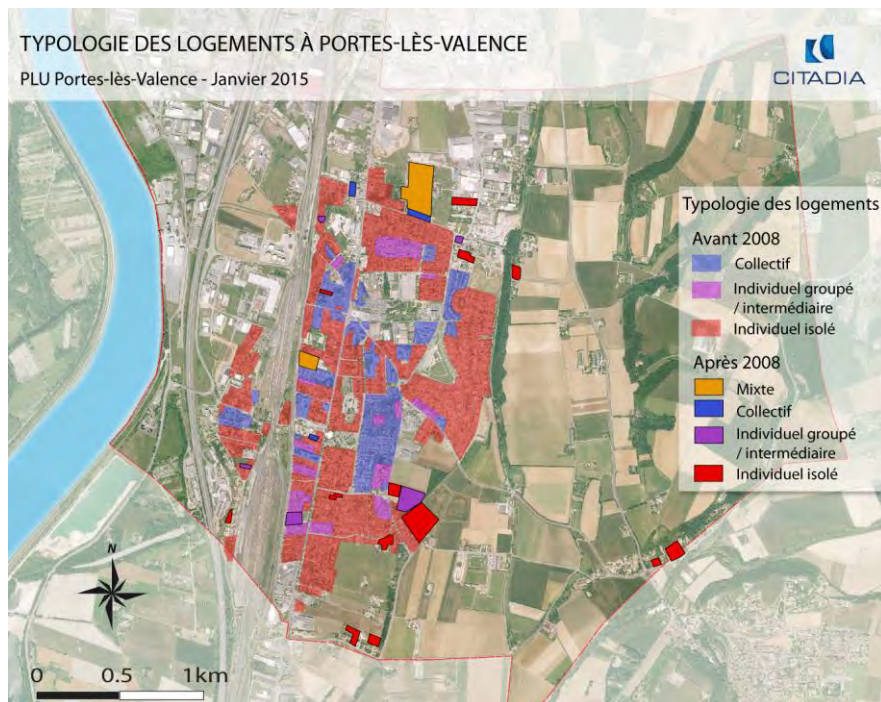 TYPOLOGIE DES LOGEMENTS À PORTES-LÈS-VALENCE
PLU Portes-lès-Valence - Janvier 2015
CITADIA
Typologie des logements
Avant 2008
Collectif
Individuel groupé
/ intermédiaire
Individuel isolé
Après 2008
Mixte
Collectif
Individuel groupé
/ intermédiaire
Individuel isolé
N
0 0.5 1km